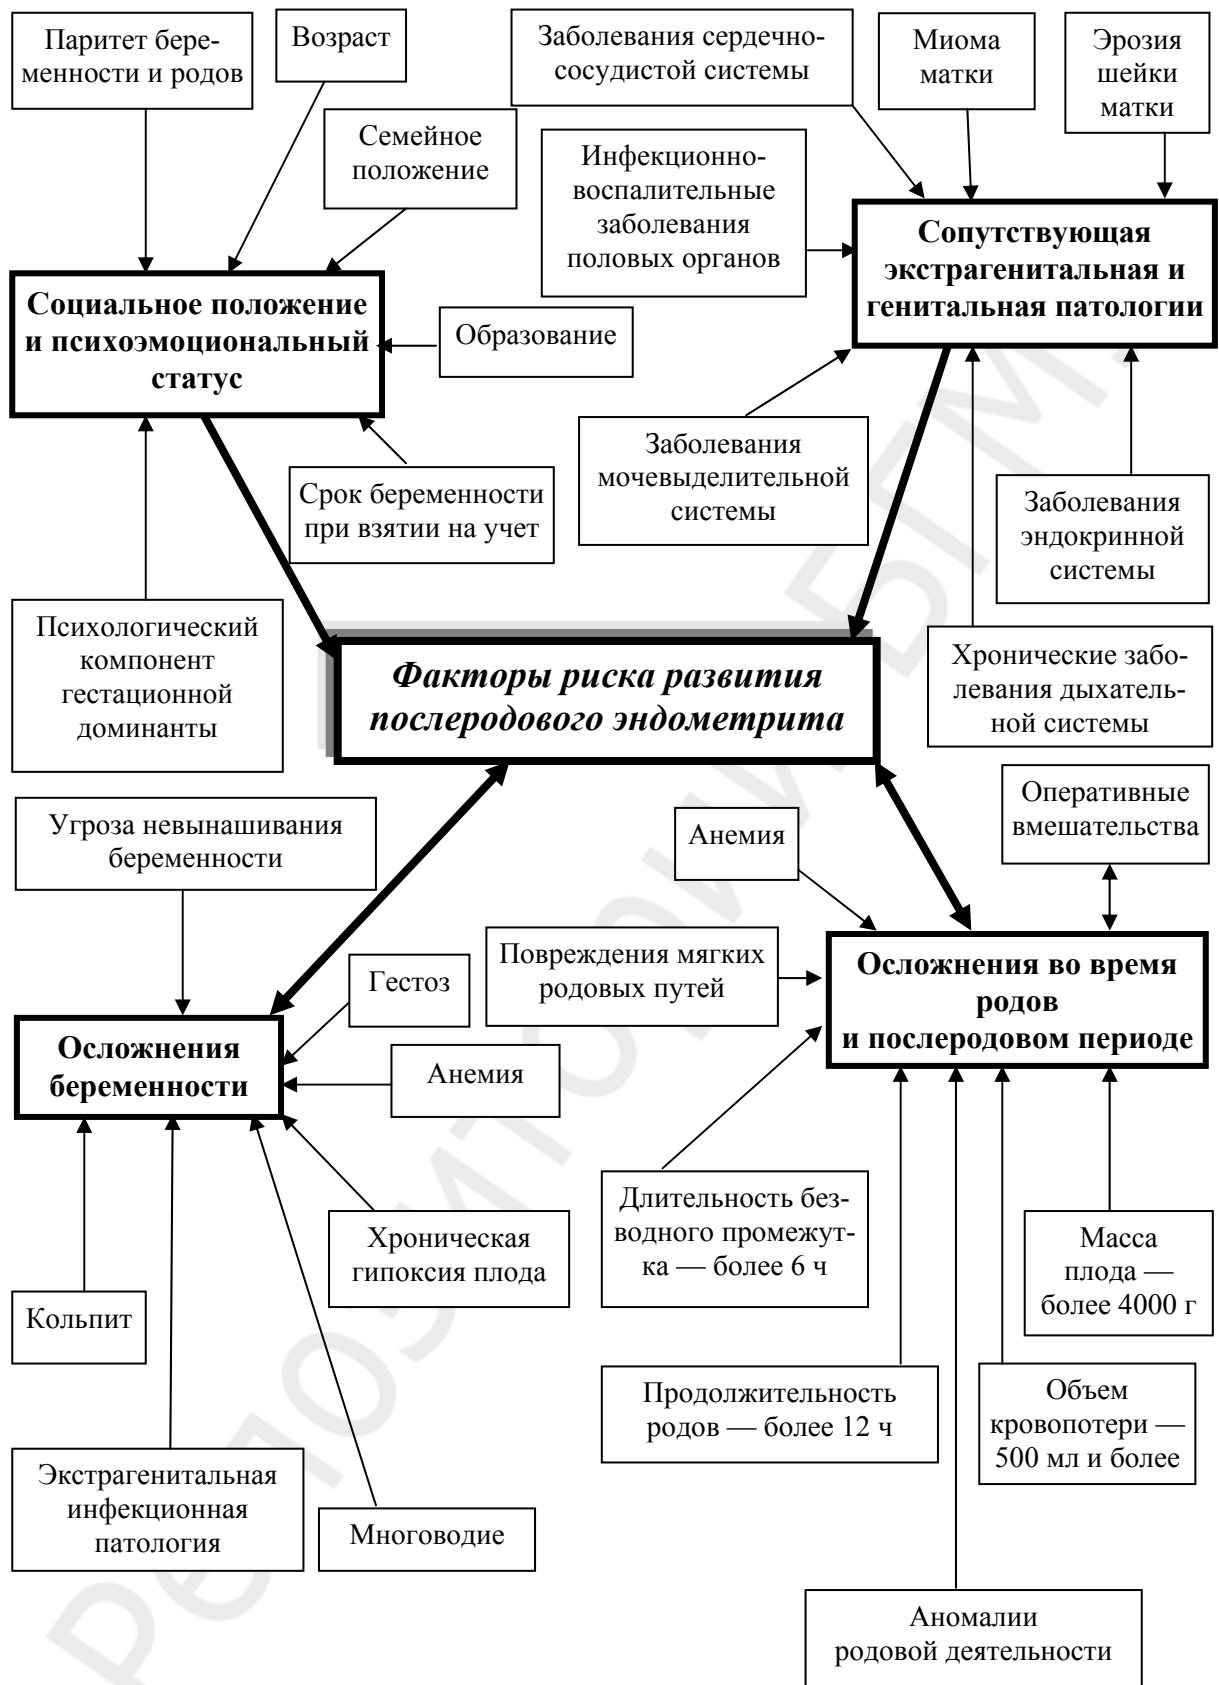 Паритет бере-
менности и родов
Возраст
Заболевания сердечно-
сосудистой системы
Миома
матки
Эрозия
шейки
матки
Семейное
положение
Инфекционно-
воспалительные
заболевания
половых органов
Сопутствующая
экстрагенитальная и
генитальная патологии
Социальное положение
и психоэмоциональный
статус
Образование
Заболевания
мочевыделительной
системы
Срок беременности
при взятии на учет
Заболевания
эндокринной
системы
Психологический
компонент
гестационной
доминанты
Хронические забо-
левания дыхатель-
ной системы
Факторы риска развития
послеродового эндометрита
Угроза невынашивания
беременности
Анемия
Оперативные
вмешательства
Повреждения мягких
родовых путей
Гестоз
Осложнения во время
родов
и послеродовом периоде
Осложнения
беременности
Анемия
Длительность без-
водного промежут-
ка — более 6 ч
Хроническая
гипоксия плода
Масса
плода —
более 4000 г
Кольпит
Продолжительность
родов — более 12 ч
Объем
кровопотери —
500 мл и более
Экстрагенитальная
инфекционная
патология
Многоводие
Аномалии
родовой деятельности